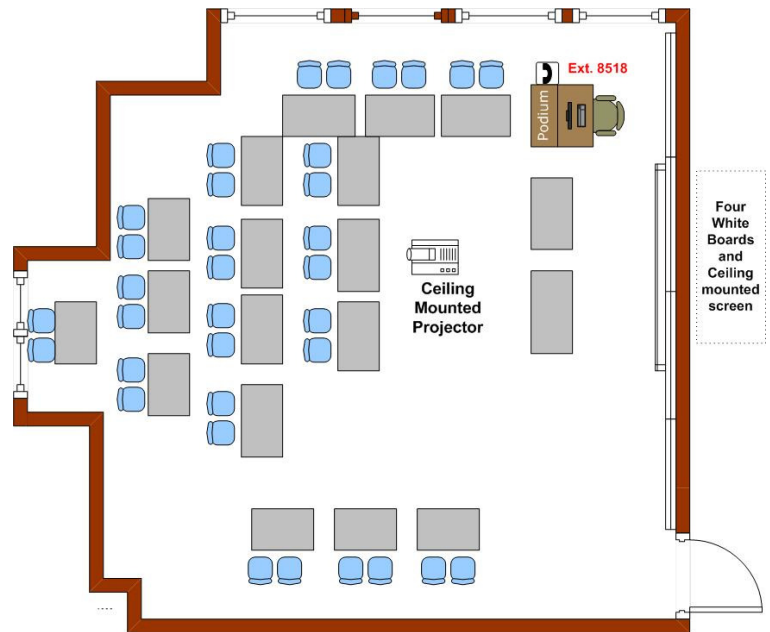 Ext. 8518
Podium
Four
White
Boards
and
Ceiling
mounted
screen
Ceiling
Mounted
Projector